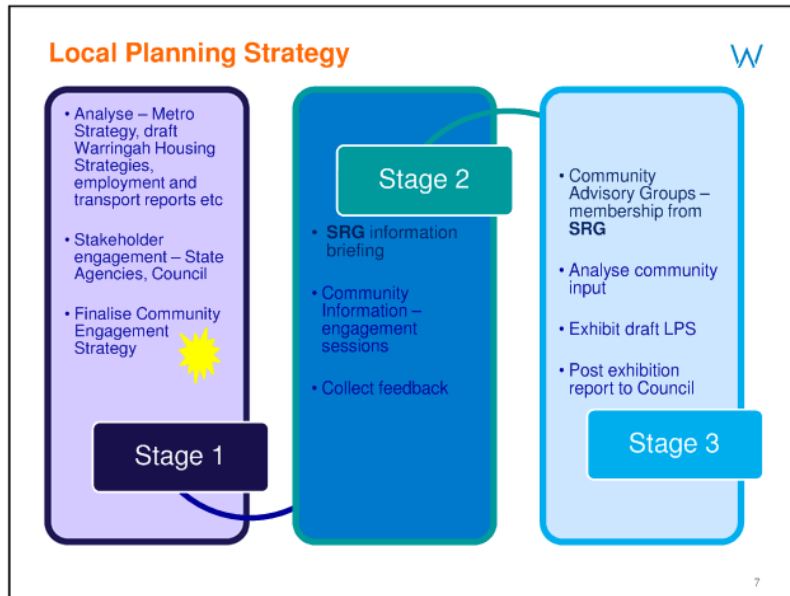 Local Planning Strategy
W
• Analyse – Metro
Strategy, draft
Warringah Housing
Strategies,
employment and
transport reports etc
• Stakeholder
engagement – State
Agencies, Council
• Finalise Community
Engagement
Strategy
Stage 1
Stage 2
• SRG information
briefing
• Community
Information –
engagement
sessions
• Collect feedback
• Community
Advisory Groups –
membership from
SRG
• Analyse community
input
• Exhibit draft LPS
• Post exhibition
report to Council
Stage 3
7